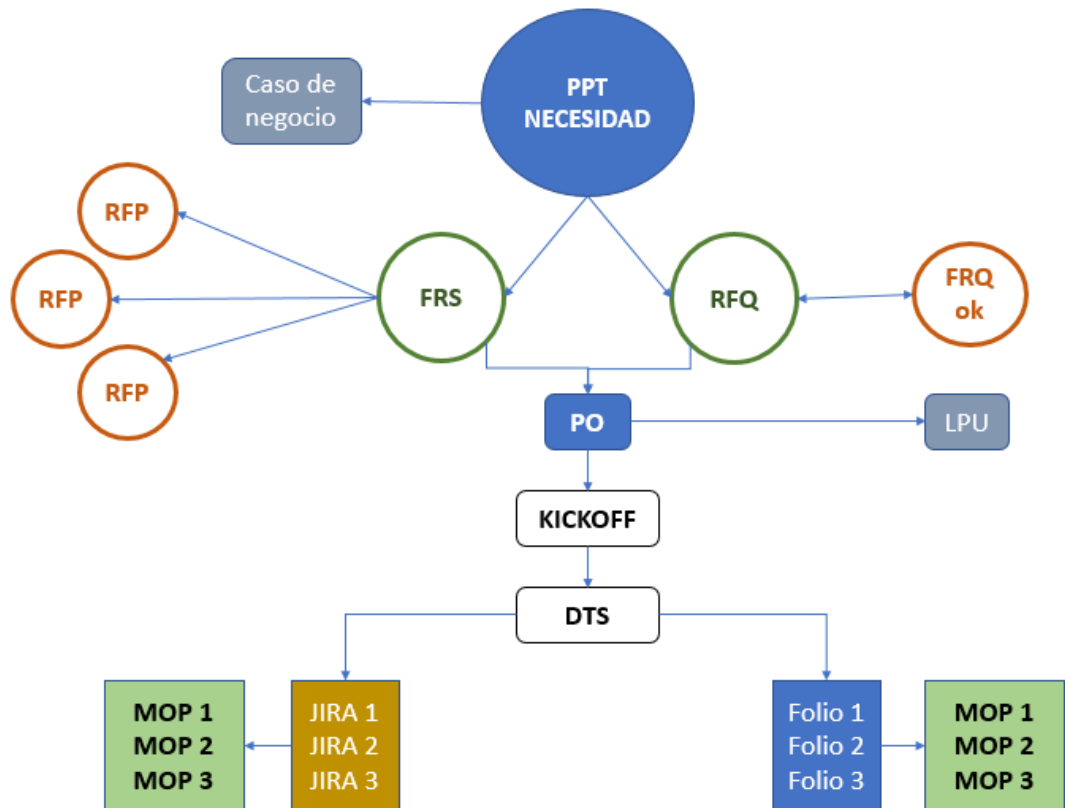 PPT
NECESIDAD
Caso de
negocio
RFP
RFP
RFP
FRS
RFQ
FRQ
ok
PO
LPU
KICKOFF
DTS
MOP 1
MOP 2
MOP 3
JIRA 1
JIRA 2
JIRA 3
Folio 1
Folio 2
Folio 3
MOP 1
MOP 2
MOP 3